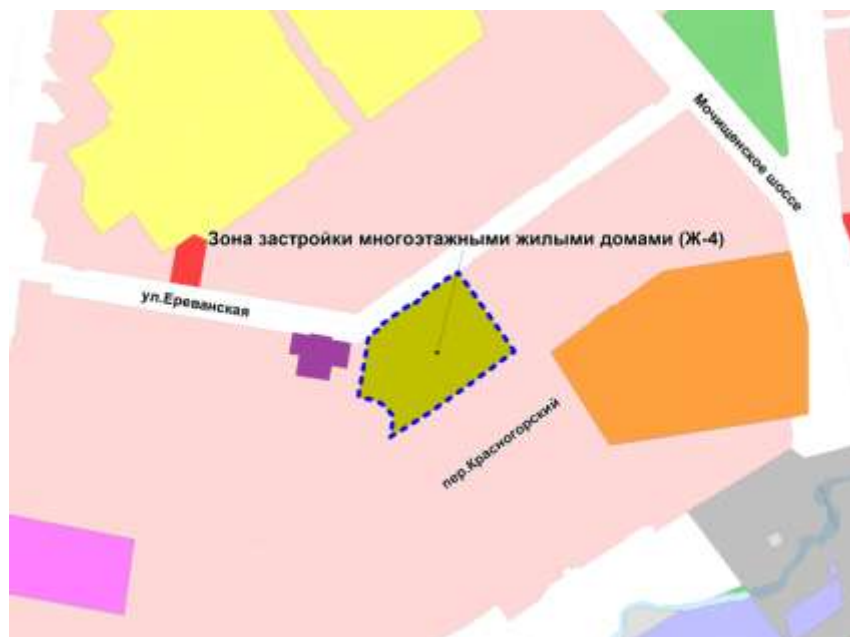 Мочищенское шоссе
Зона застройки многоэтажными жилыми домами (Ж-4)
ул.Ереванская
пер.Красногорский